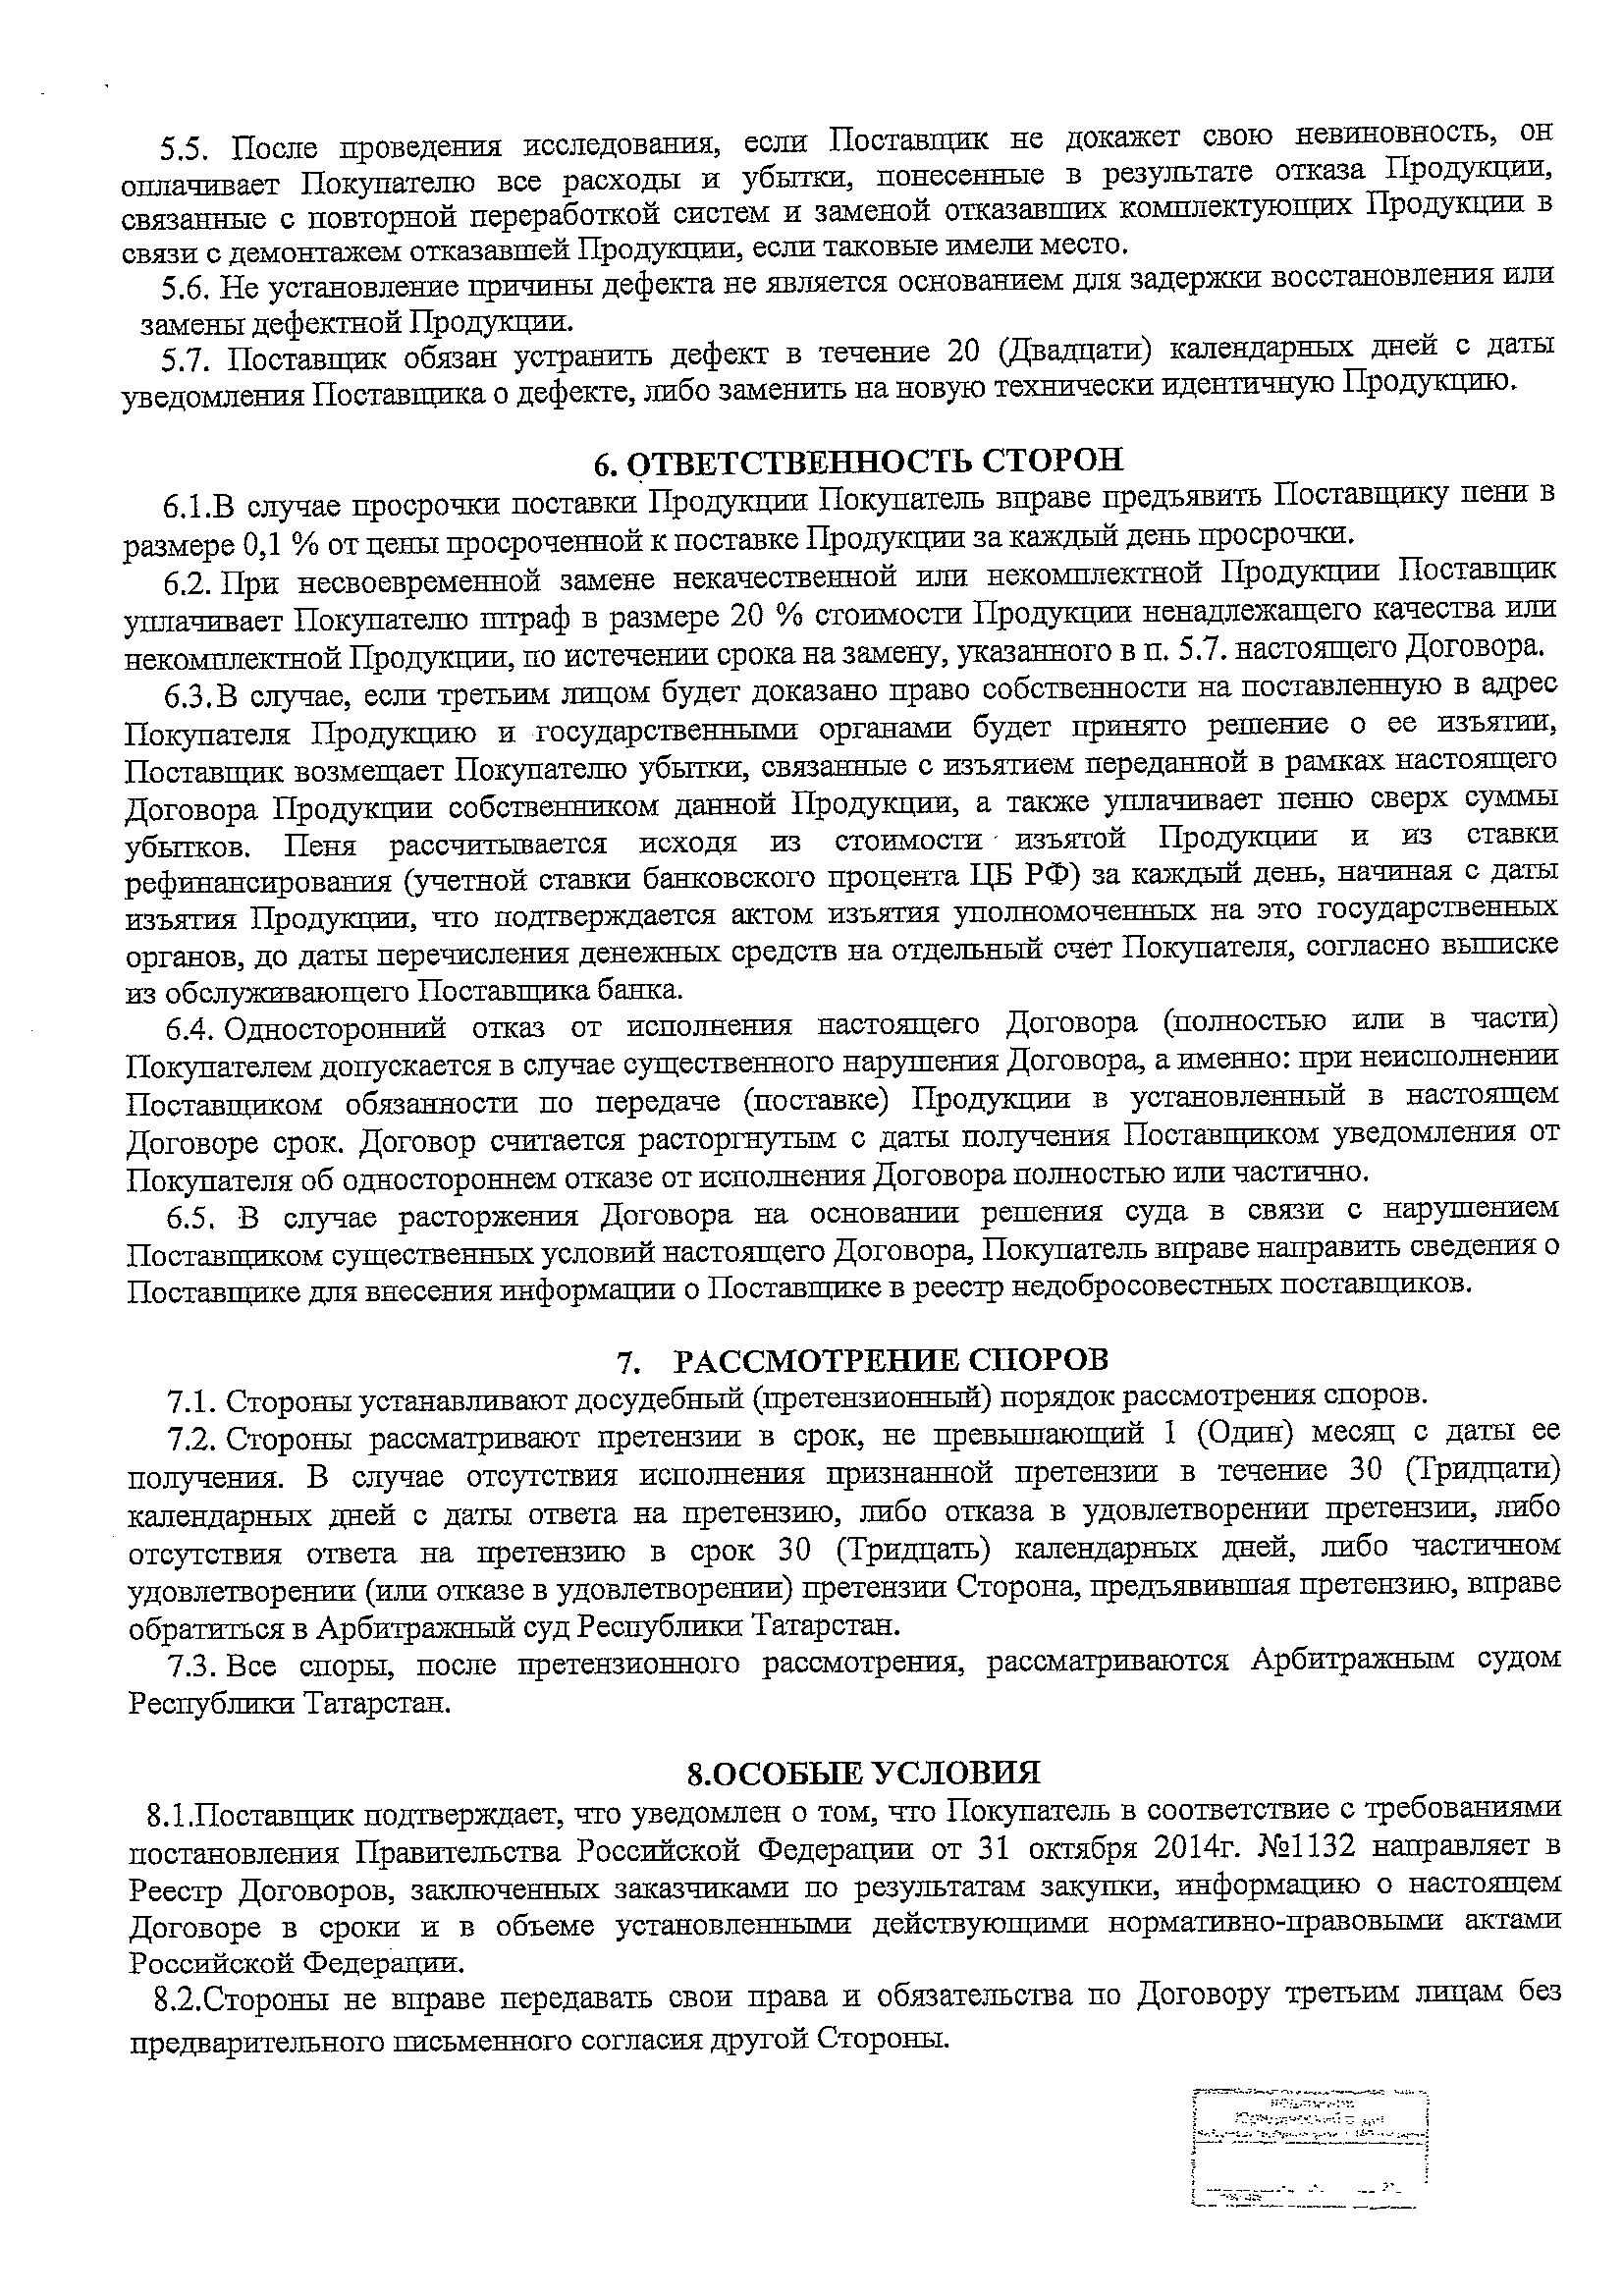 5.5. После проведения исследования, если Поставщик не докажет свою невиновность, он
оплачивает Покупателю все расходы и убытки, понесенные в результате отказа Продукции,
связанные с повторной переработкой систем и заменой отказавших комплектующих Продукции в
связи с демонтажем отказавшей Продукции, если таковые имели место.
5.6. Не установление причины дефекта не является основанием для задержки восстановления или
замены дефектной Продукции.
5.7. Поставщик обязан устранить дефект в течение 20 (Двадцати) календарных дней с даты
уведомления Поставщика о дефекте, либо заменить на новую технически идентичную Продукцию.
6. ОТВЕТСТВЕННОСТЬ СТОРОН
6.1.В случае просрочки поставки Продукции Покупатель вправе предъявить Поставщику пени в
размере 0,1 % от цены просроченной к поставке Продукции за каждый день просрочки.
6.2. При несвоевременной замене некачественной или некомплектной Продукции Поставщик
уплачивает Покупателю штраф в размере 20 % стоимости Продукции ненадлежащего качества или
некомплектной Продукции, по истечении срока на замену, указанного в п. 5.7. настоящего Договора.
6.3.В случае, если третьим лицом будет доказано право собственности на поставленную в адрес
Покупателя Продукцию и государственными органами будет принято решение о ее изъятии,
Поставщик возмещает Покупателю убытки, связанные с изъятием переданной в рамках настоящего
Договора Продукции собственником данной Продукции, а также уплачивает пеню сверх суммы
убытков. Пеня рассчитывается исходя из стоимости изъятой Продукции и из ставки
рефинансирования (учетной ставки банковского процента ЦБ РФ) за каждый день, начиная с даты
изъятия Продукции, что подтверждается актом изъятия уполномоченных на это государственных
органов, до даты перечисления денежных средств на отдельный счет Покупателя, согласно выписке
из обслуживающего Поставщика банка.
6.4. Односторонний отказ от исполнения настоящего Договора (полностью или в части)
Покупателем допускается в случае существенного нарушения Договора, а именно: при неисполнении
Поставщиком обязанности по передаче (поставке) Продукции в установленный в настоящем
Договоре срок. Договор считается расторгнутым с даты получения Поставщиком уведомления от
Покупателя об одностороннем отказе от исполнения Договора полностью или частично.
6.5. В случае расторжения Договора на основании решения суда в связи с нарушением
Поставщиком существенных условий настоящего Договора, Покупатель вправе направить сведения о
Поставщике для внесения информации о Поставщике в реестр недобросовестных поставщиков.
7. РАССМОТРЕНИЕ СПОРОВ
7.1. Стороны устанавливают досудебный (претензионный) порядок рассмотрения споров.
7.2. Стороны рассматривают претензии в срок, не превышающий 1 (Один) месяц с даты ее
получения. В случае отсутствия исполнения признанной претензии в течение 30 (Тридцати)
календарных дней с даты ответа на претензию, либо отказа в удовлетворении претензии, либо
отсутствия ответа на претензию в срок 30 (Тридцать) календарных дней, либо частичном
удовлетворении (или отказе в удовлетворении) претензии Сторона, предъявившая претензию, вправе
обратиться в Арбитражный суд Республики Татарстан.
7.3. Все споры, после претензионного рассмотрения, рассматриваются Арбитражным судом
Республики Татарстан.
8.ОСОБЫЕ УСЛОВИЯ
8.1.Поставщик подтверждает, что уведомлен о том, что Покупатель в соответствие с требованиями
постановления Правительства Российской Федерации от 31 октября 2014г. №1132 направляет в
Реестр Договоров, заключенных заказчиками по результатам закупки, информацию о настоящем
Договоре в сроки и в объеме установленными действующими нормативно-правовыми актами
Российской Федерации.
8.2.Стороны не вправе передавать свои права и обязательства по Договору третьим лицам без
предварительного письменного согласия другой Стороны.
Юридический